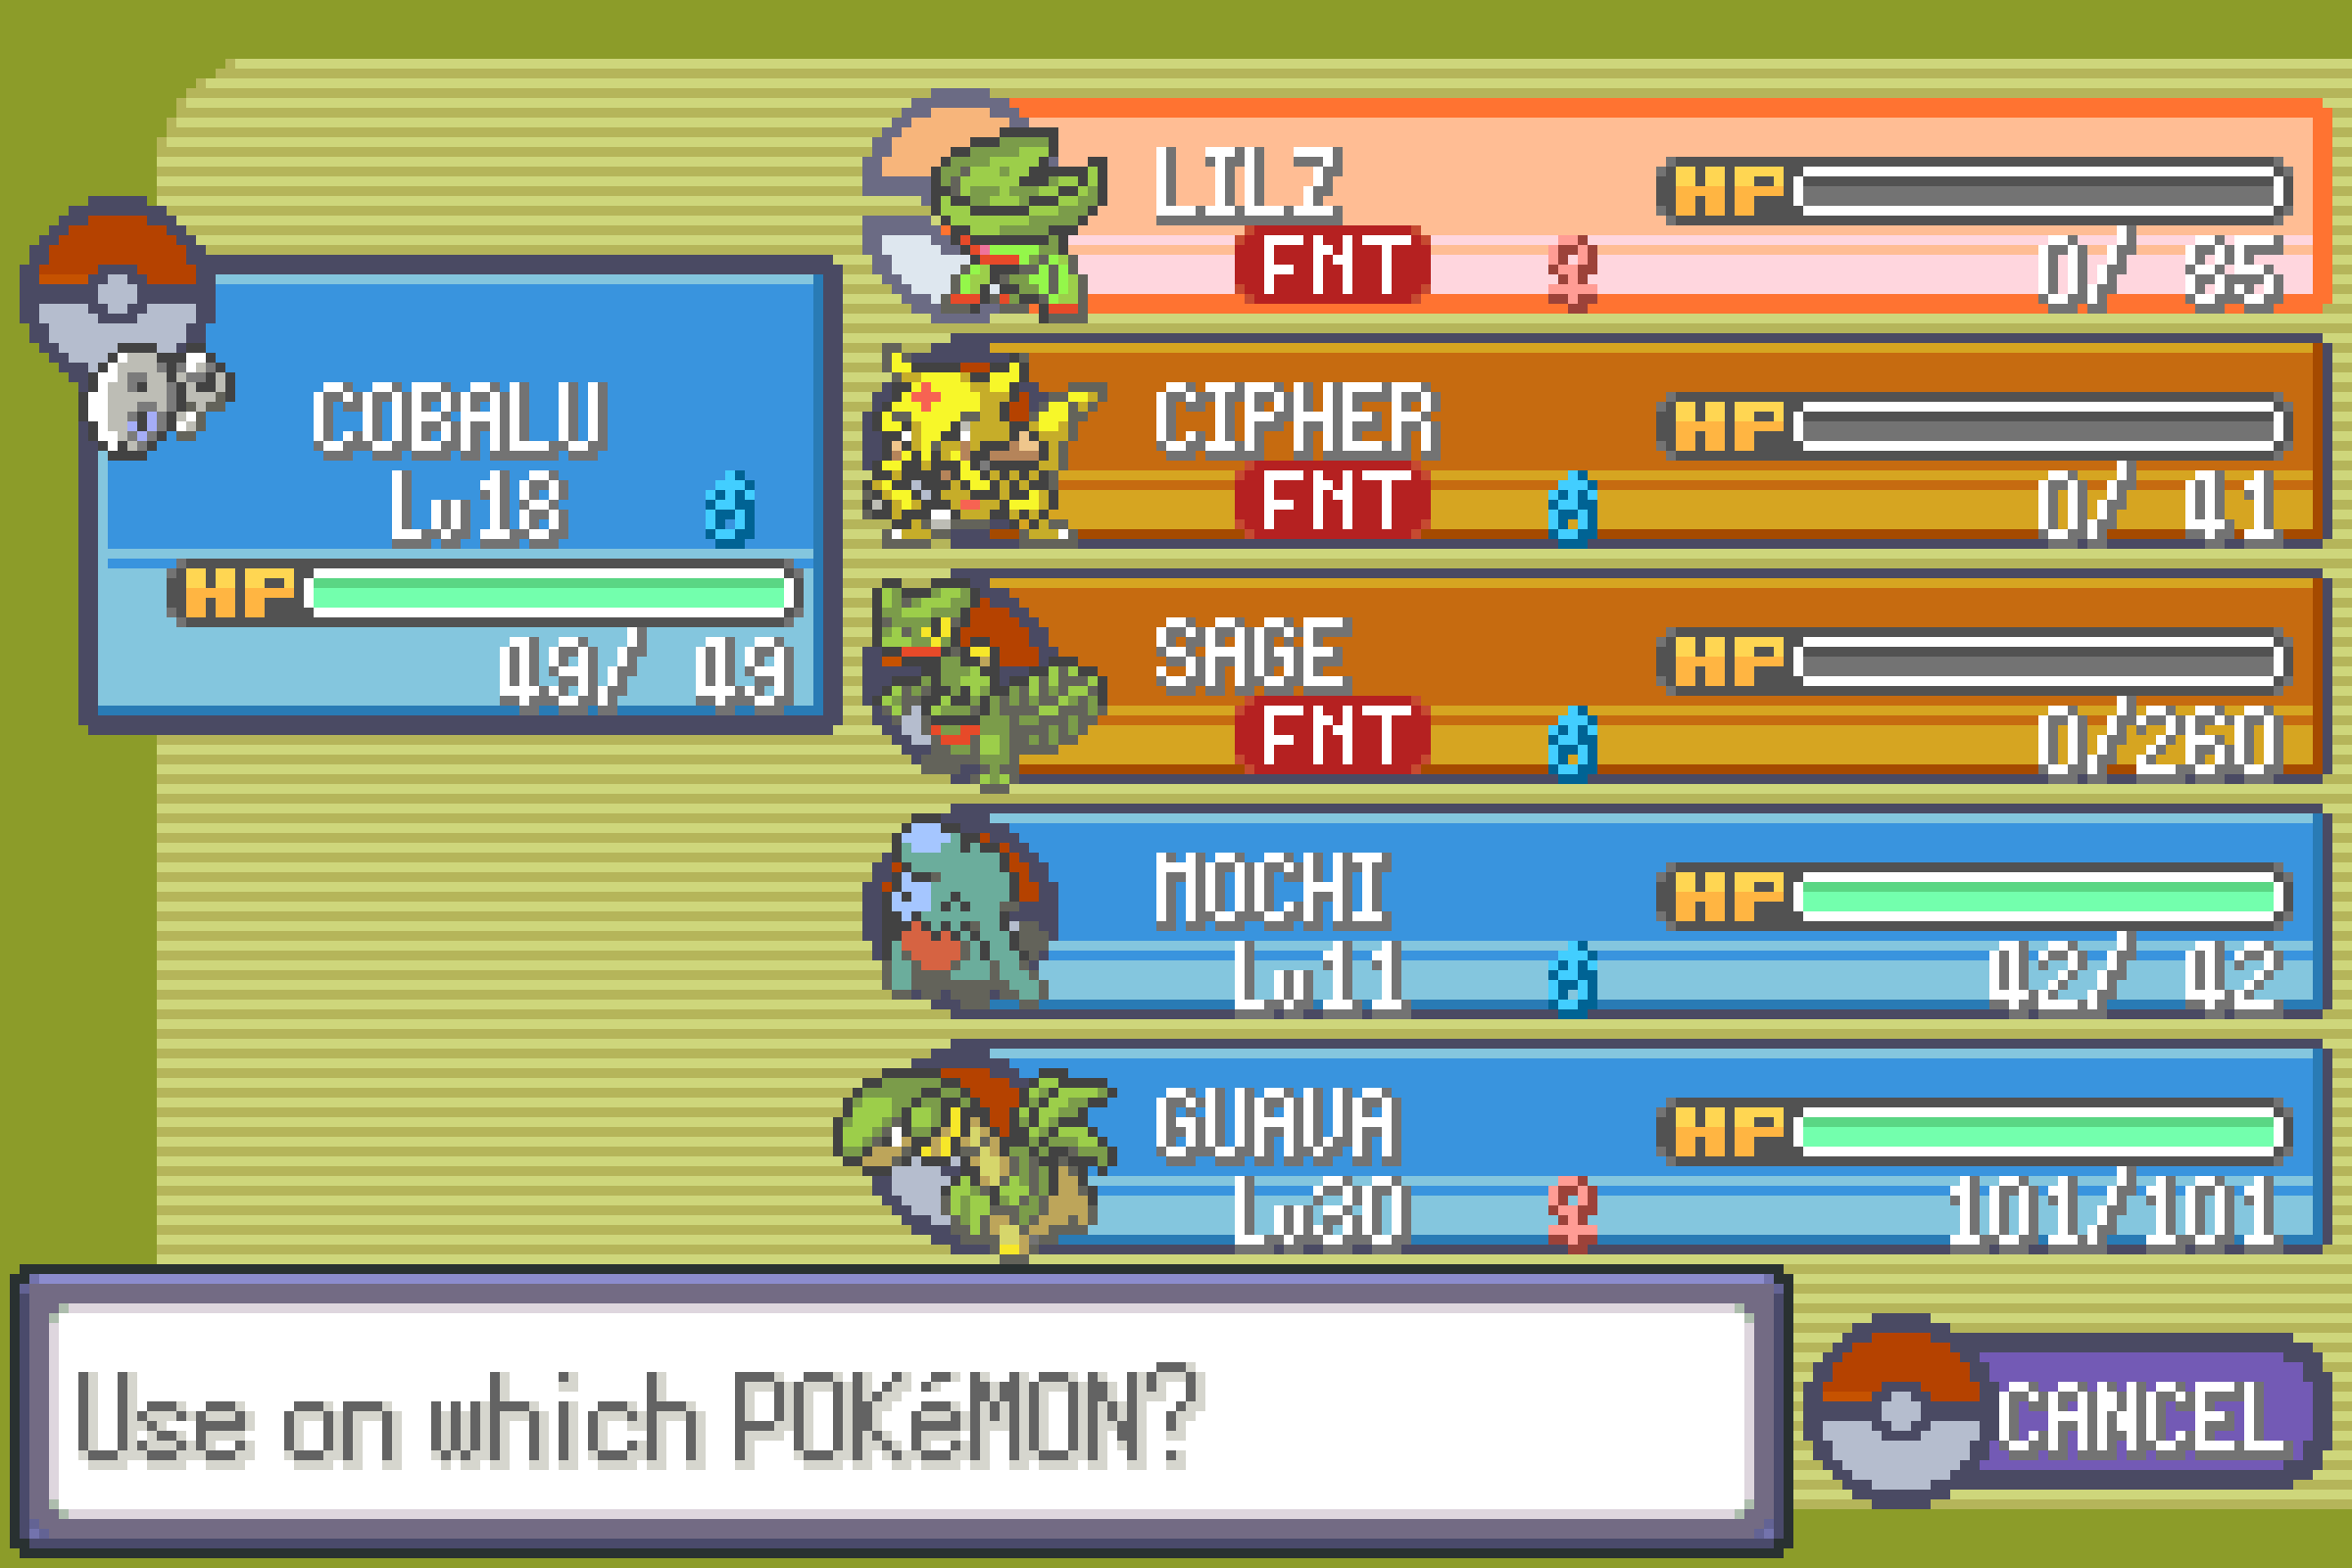 COBALU
Lv18 ♂
HP
49/ 49
LILZ
HP
FNT ♀ 0/ 85
CIPHER
HP
FNT ♂ 0/ 41
SAGE
HP
FNT ♂ 0/260
MOCHI
HP
Lv11 ♂ 42/ 42
GUAVA
HP
Lv30 ♀ 101/101
Use on which POKéMON?
CANCEL